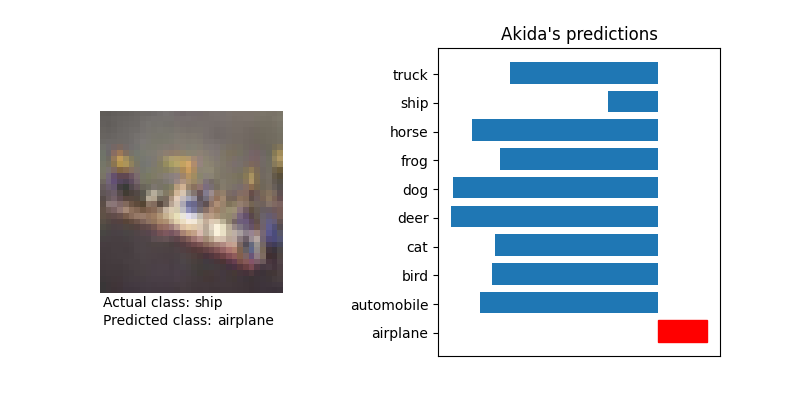 Akida's predictions
truck
ship
horse
frog
dog
deer
cat
bird
automobile
airplane
Actual class: ship
Predicted class: airplane